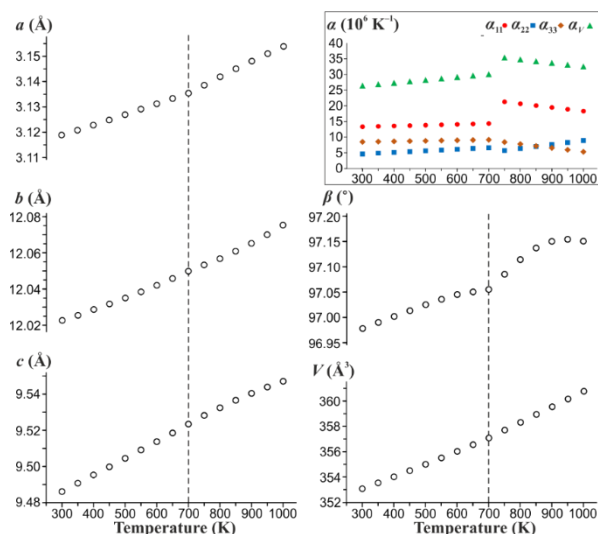 a (Å)
3.15
3.14
3.13
3.12
3.11
α (10⁶ K⁻¹)
α₁₁ α₂₂ α₃₃ α_V
40
35
30
25
20
15
10
5
0
300 400 500 600 700 800 900 1000
b (Å)
12.08
12.06
12.04
12.02
β (°)
97.15
97.10
97.05
97.00
96.95
c (Å)
9.54
9.52
9.50
9.48
300 400 500 600 700 800 900 1000
Temperature (K)
V (Å³)
360
358
356
354
352
300 400 500 600 700 800 900 1000
Temperature (K)